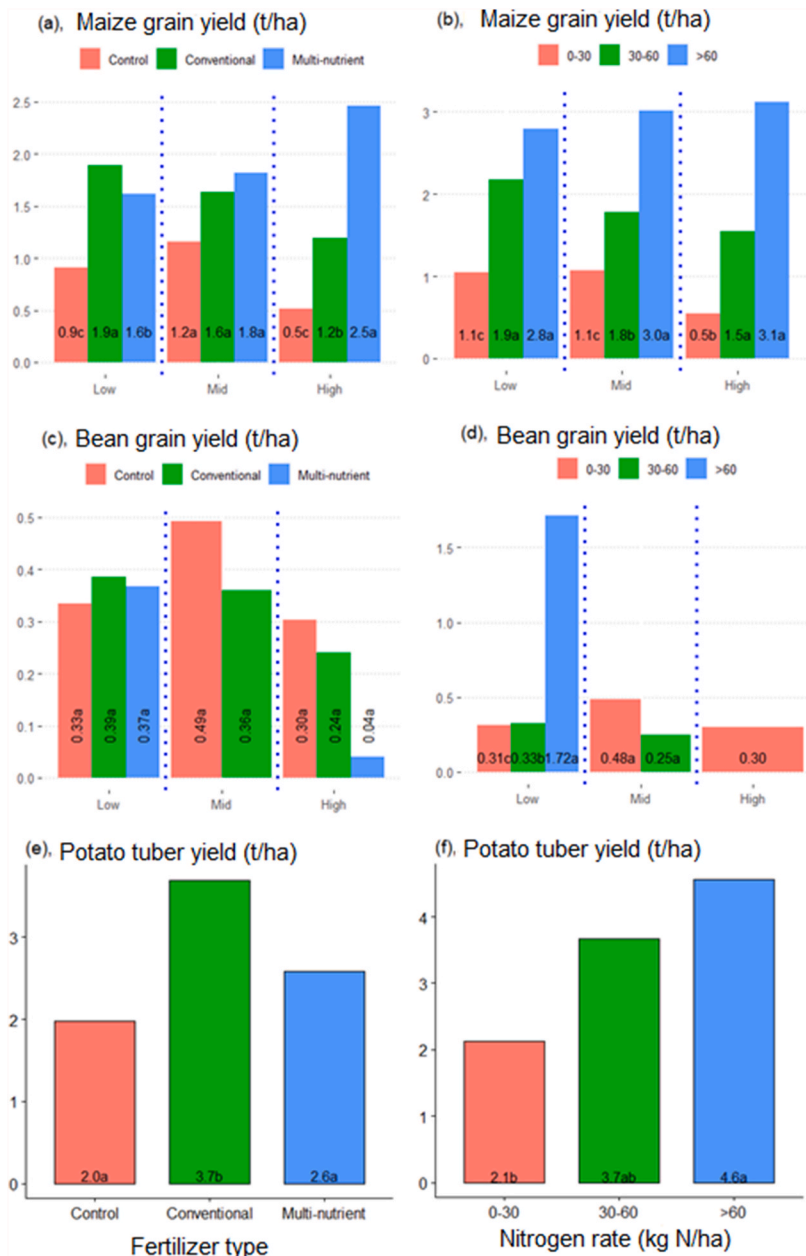 (a), Maize grain yield (t/ha)
Control Conventional Multi-nutrient
2.5
2.0
1.5
1.0
0.5
0.0
0.9c 1.9a 1.6b 1.2a 1.6a 1.8a 0.5c 1.2b 2.5a
Low Mid High
(b), Maize grain yield (t/ha)
0-30 30-60 >60
3
2
1
0
1.1c 1.9a 2.8a 1.1c 1.8b 3.0a 0.5b 1.5a 3.1a
Low Mid High
(c), Bean grain yield (t/ha)
Control Conventional Multi-nutrient
0.5
0.4
0.3
0.2
0.1
0.0
0.33a 0.39a 0.37a 0.49a 0.36a 0.30a 0.24a 0.04a
Low Mid High
(d), Bean grain yield (t/ha)
0-30 30-60 >60
1.5
1.0
0.5
0.0
0.31c 0.33b 1.72a 0.48a 0.25a 0.30
Low Mid High
(e), Potato tuber yield (t/ha)
3
2
1
0
2.0a 3.7b 2.6a
Control Conventional Multi-nutrient
Fertilizer type
(f), Potato tuber yield (t/ha)
4
3
2
1
0
2.1b 3.7ab 4.6a
0-30 30-60 >60
Nitrogen rate (kg N/ha)